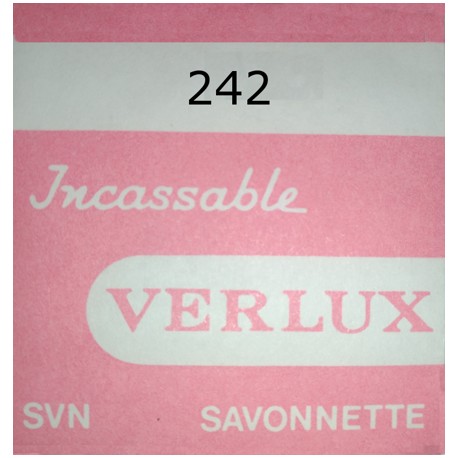 242
Incassable
VERLUX
SVN SAVONNETTE